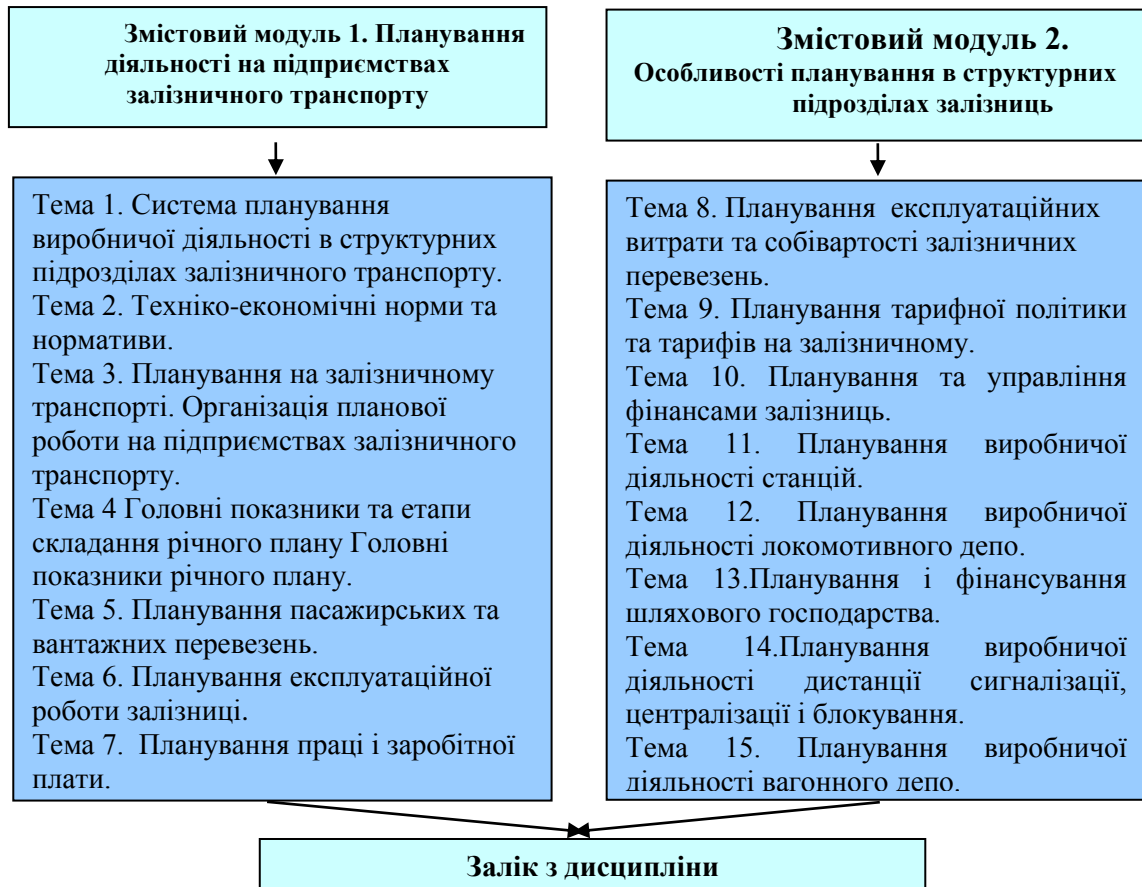 Змістовий модуль 1. Планування
діяльності на підприємствах
залізничного транспорту
Тема 1. Система планування
виробничої діяльності в структурних
підрозділах залізничного транспорту.
Тема 2. Техніко-економічні норми та
нормативи.
Тема 3. Планування на залізничному
транспорті. Організація планової
роботи на підприємствах залізничного
транспорту.
Тема 4 Головні показники та етапи
складання річного плану Головні
показники річного плану.
Тема 5. Планування пасажирських та
вантажних перевезень.
Тема 6. Планування експлуатаційної
роботи залізниці.
Тема 7. Планування праці і заробітної
плати.
Змістовий модуль 2.
Особливості планування в структурних
підрозділах залізниць
Тема 8. Планування експлуатаційних
витрати та собівартості залізничних
перевезень.
Тема 9. Планування тарифної політики
та тарифів на залізничному.
Тема 10. Планування та управління
фінансами залізниць.
Тема 11. Планування виробничої
діяльності станцій.
Тема 12. Планування виробничої
діяльності локомотивного депо.
Тема 13.Планування і фінансування
шляхового господарства.
Тема 14.Планування виробничої
діяльності дистанції сигналізації,
централізації і блокування.
Тема 15. Планування виробничої
діяльності вагонного депо.
Залік з дисципліни